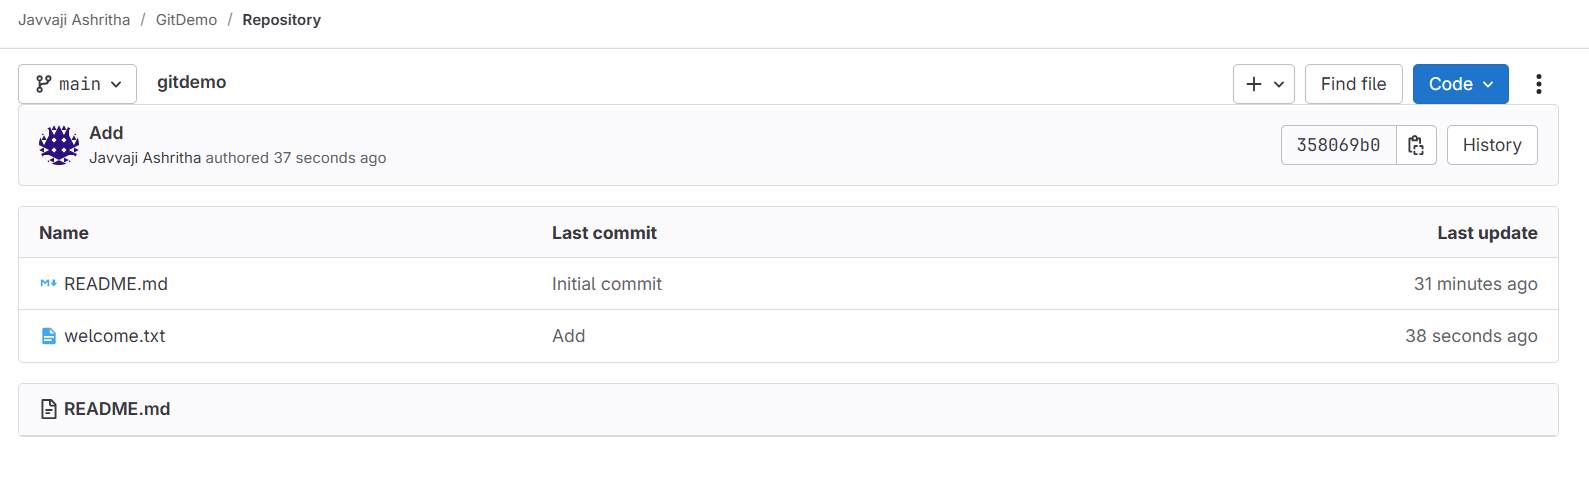 Javvaji Ashritha / GitDemo / Repository
main gitdemo Find file Code
Add
Javvaji Ashritha authored 37 seconds ago
358069b0 History
Name Last commit Last update
README.md Initial commit 31 minutes ago
welcome.txt Add 38 seconds ago
README.md